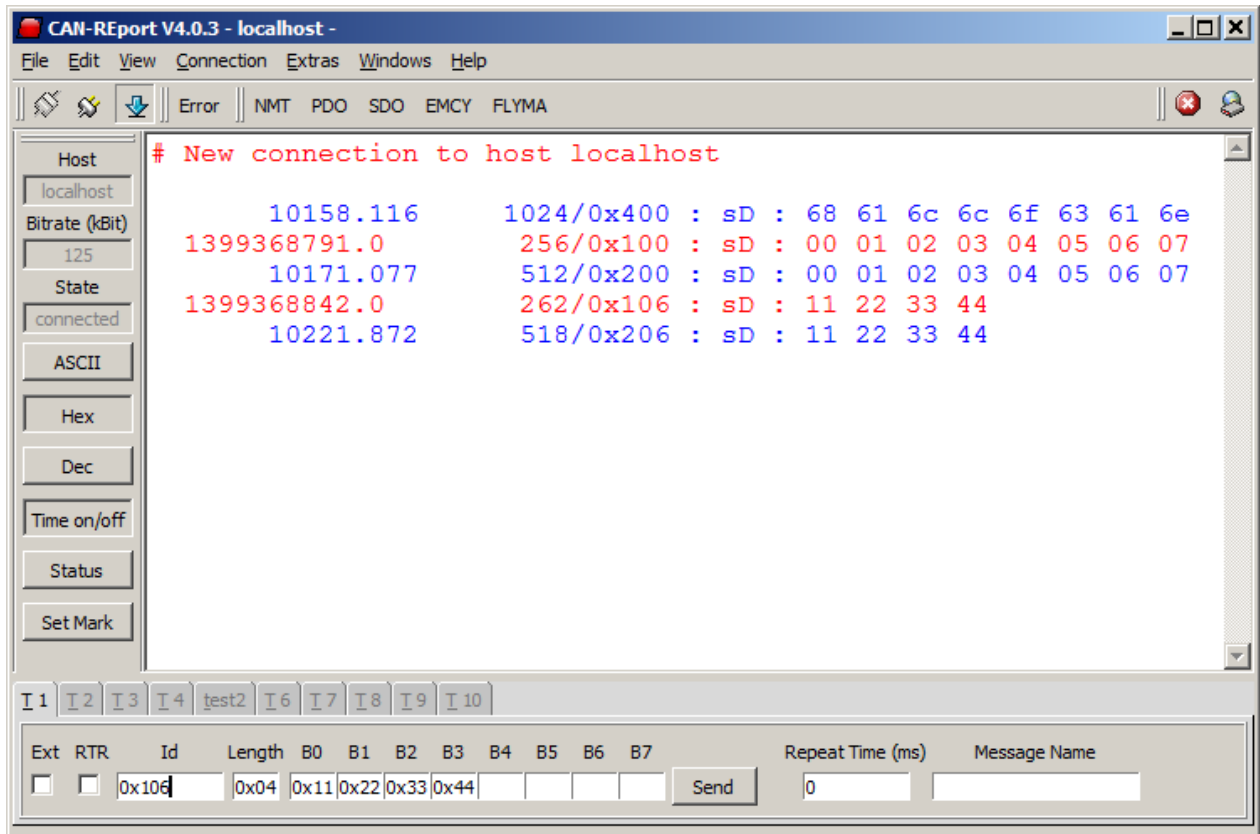 CAN-REport V4.0.3 - localhost -
File Edit View Connection Extras Windows Help
Error NMT PDO SDO EMCY FLYMA
Host
localhost
Bitrate (kBit)
125
State
connected
ASCII
Hex
Dec
Time on/off
Status
Set Mark
# New connection to host localhost
10158.116 1024/0x400 : sD : 68 61 6c 6c 6f 63 61 6e
1399368791.0 256/0x100 : sD : 00 01 02 03 04 05 06 07
10171.077 512/0x200 : sD : 00 01 02 03 04 05 06 07
1399368842.0 262/0x106 : sD : 11 22 33 44
10221.872 518/0x206 : sD : 11 22 33 44
T 1 T 2 T 3 T 4 test2 T 6 T 7 T 8 T 9 T 10
Ext RTR Id Length B0 B1 B2 B3 B4 B5 B6 B7 Repeat Time (ms) Message Name
0x106 0x04 0x11 0x22 0x33 0x44 Send 0